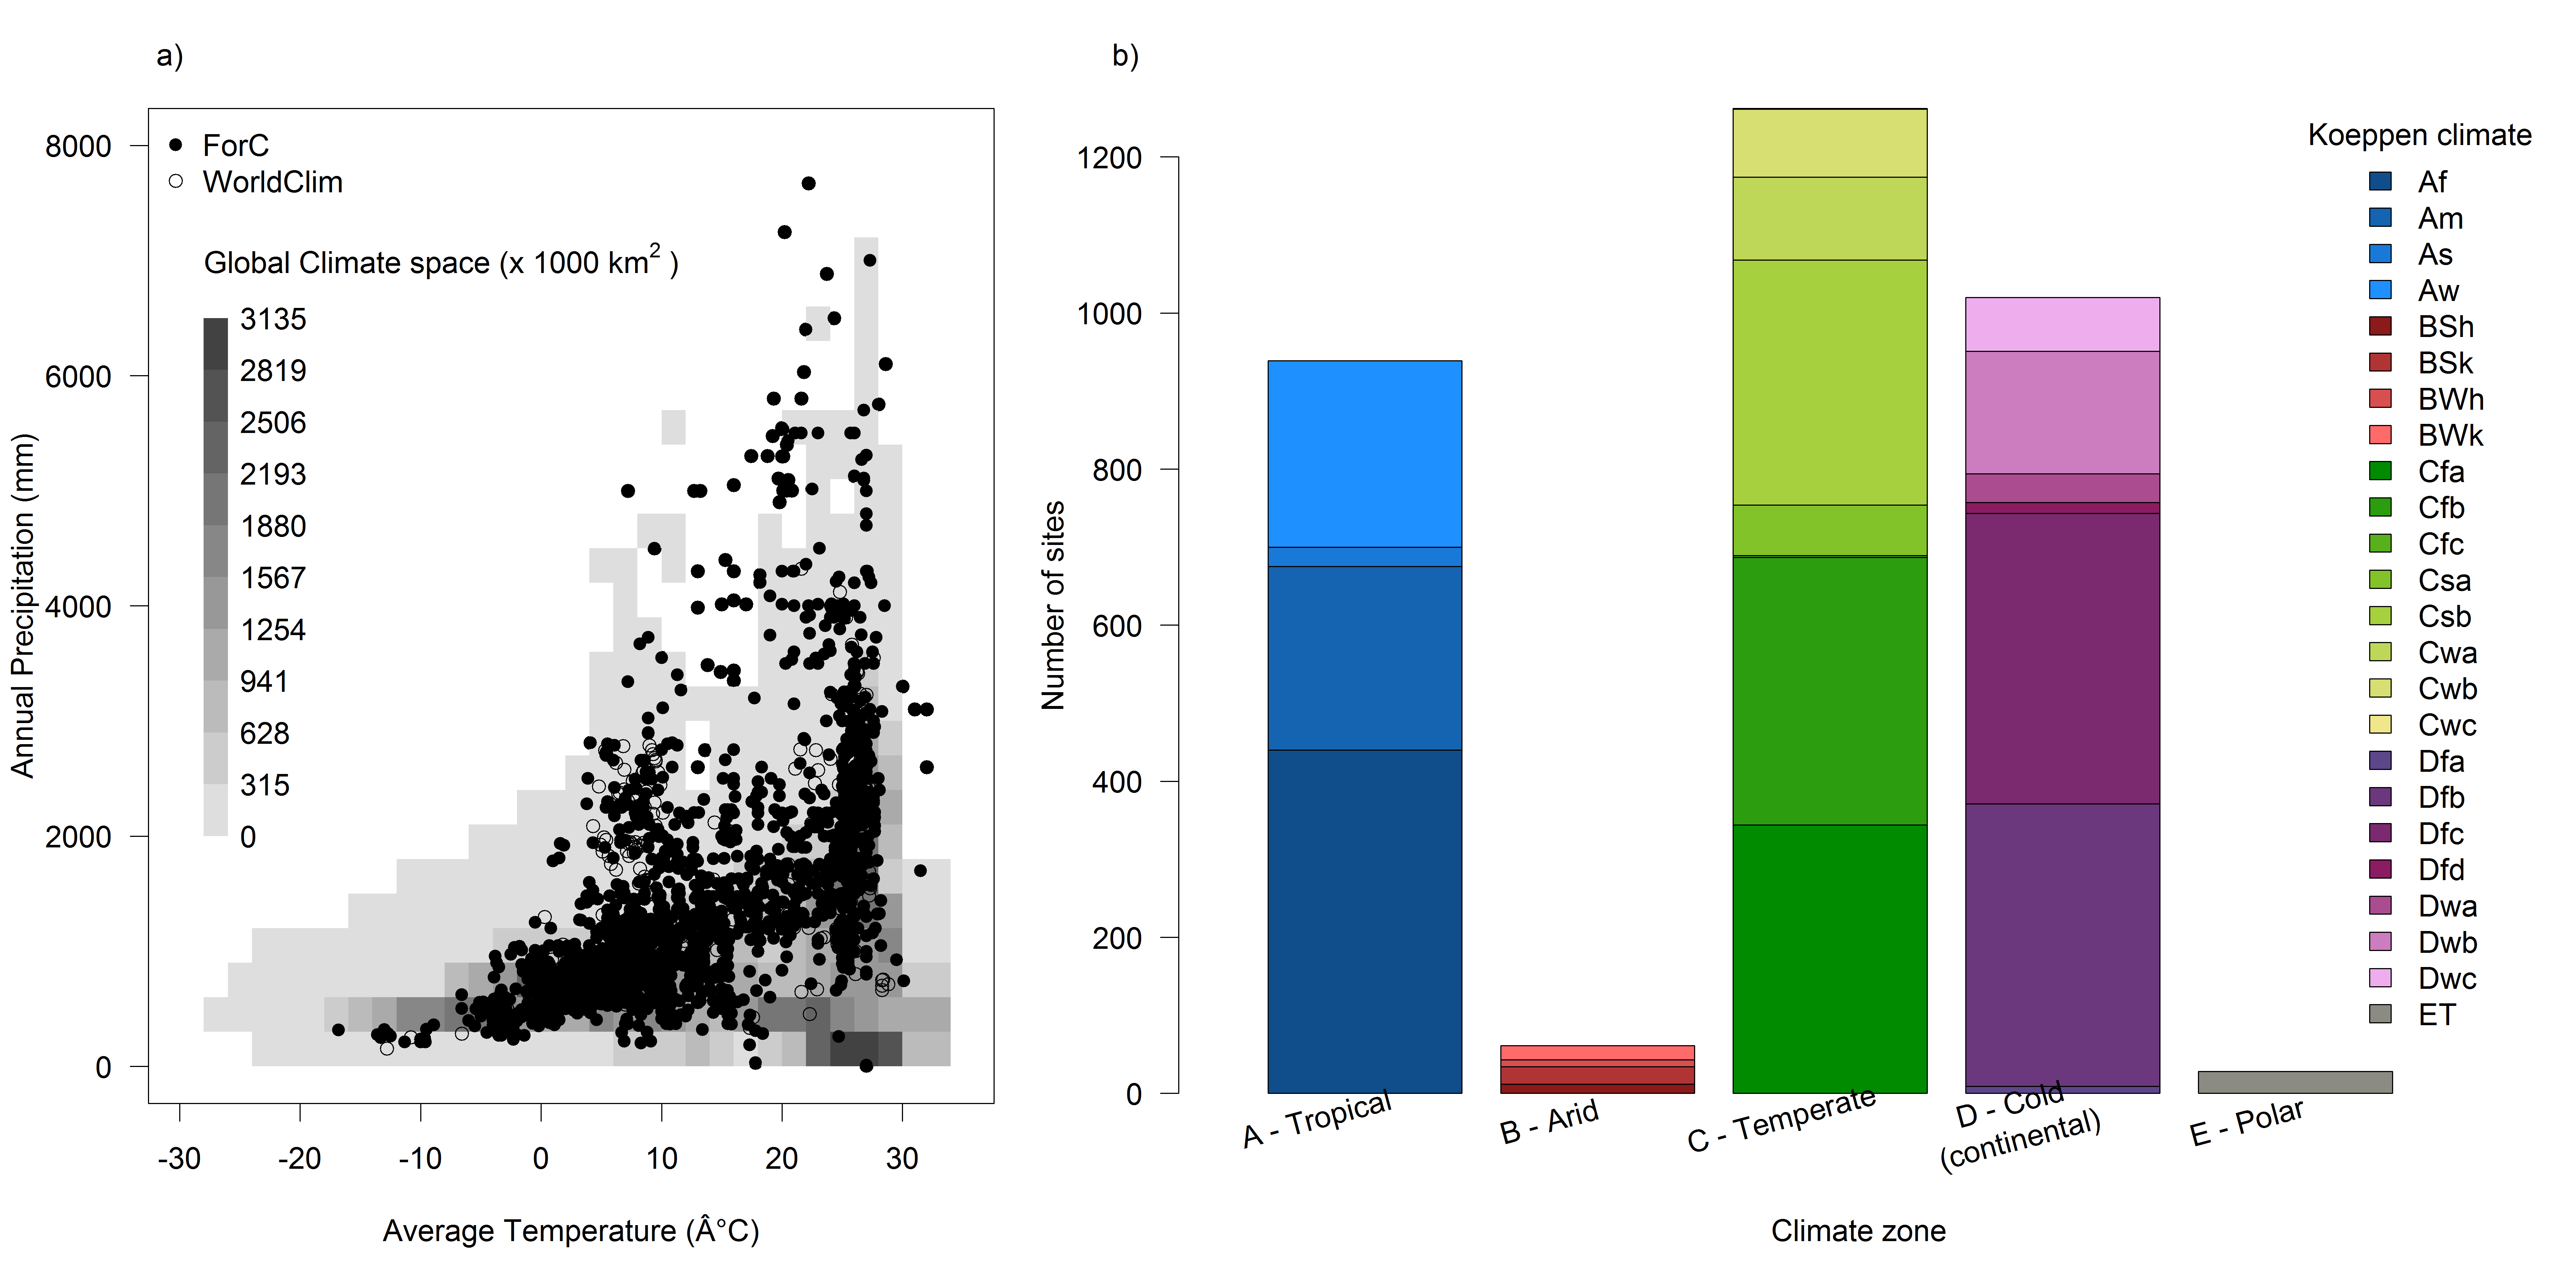 a)
ForC
WorldClim
Global Climate space (x 1000 km2 )
3135
2819
2506
2193
1880
1567
1254
941
628
315
0
Annual Precipitation (mm)
8000
6000
4000
2000
0
-30 -20 -10 0 10 20 30
Average Temperature (Â°C)
b)
Number of sites
1200
1000
800
600
400
200
0
A - Tropical
B - Arid
C - Temperate
D - Cold
(continental)
E - Polar
Climate zone
Koeppen climate
Af
Am
As
Aw
BSh
BSk
BWh
BWk
Cfa
Cfb
Cfc
Csa
Csb
Cwa
Cwb
Cwc
Dfa
Dfb
Dfc
Dfd
Dwa
Dwb
Dwc
ET